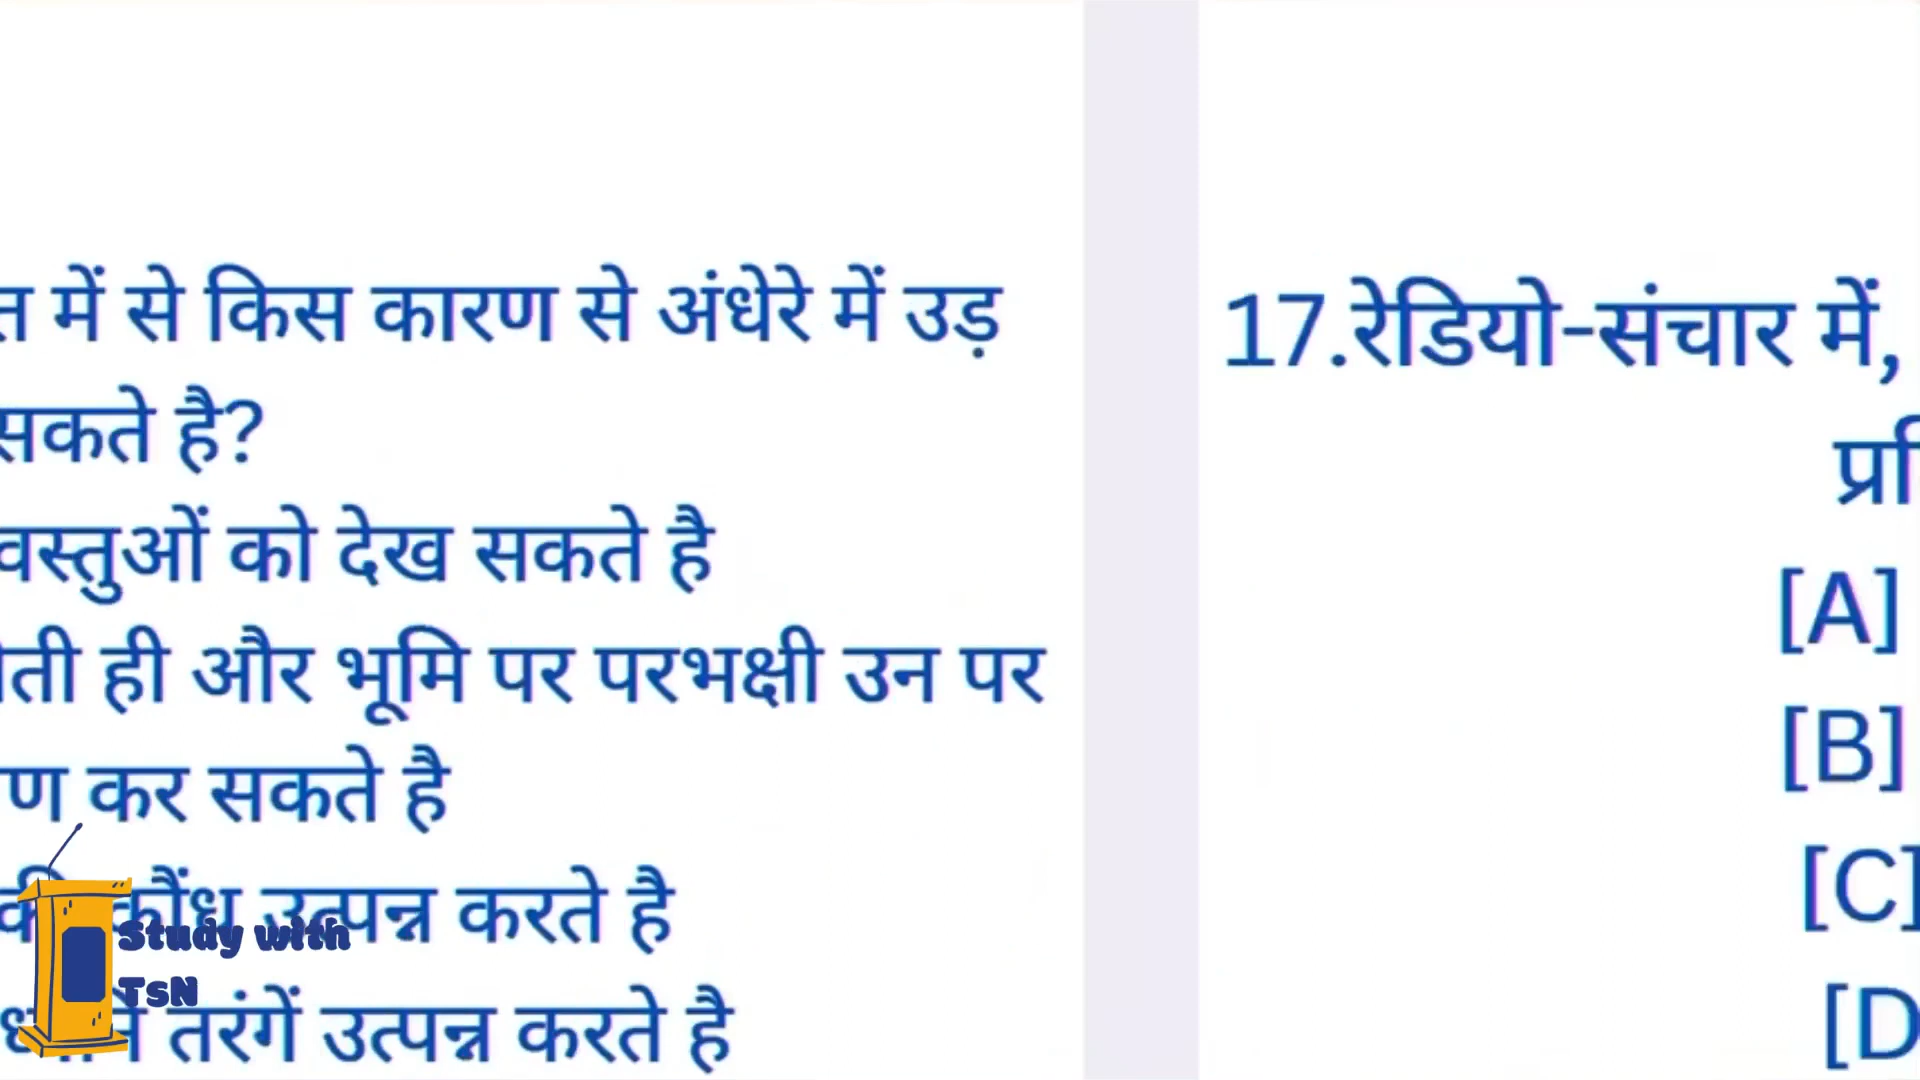 में से किस कारण से अंधेरे में उड़
सकते है?
वस्तुओं को देख सकते है
ही और भूमि पर परभक्षी उन पर
कर सकते है
कौंध उत्पन्न करते है
तरंगें उत्पन्न करते है
17.रेडियो-संचार में,
[A]
[B]
[C]
[D
Study with
TsN